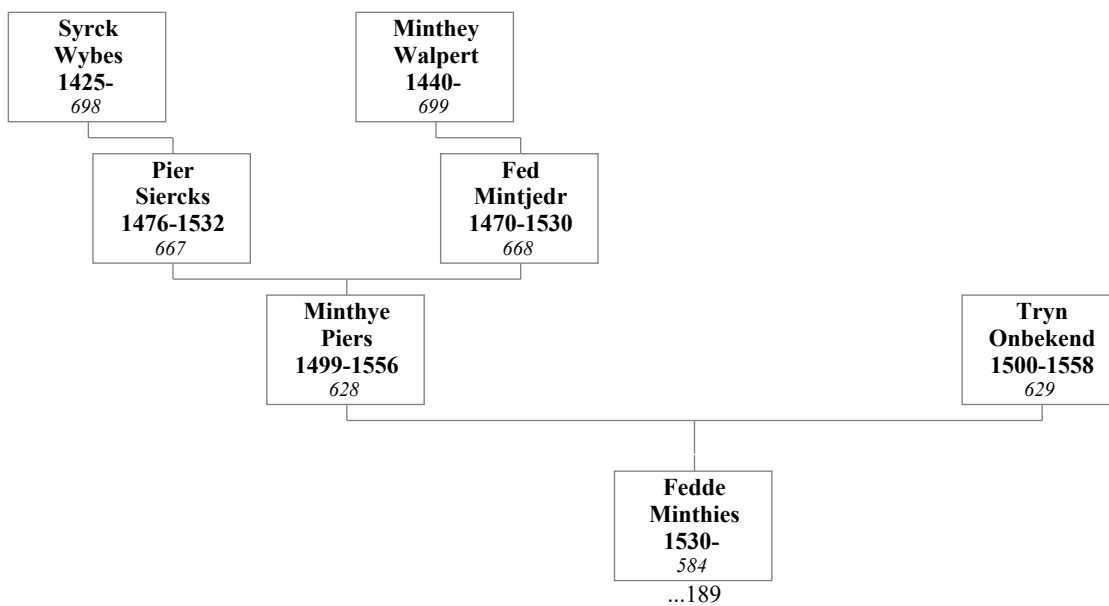 Syrck
Wybes
1425-
698
Minthey
Walpert
1440-
699
Pier
Siercks
1476-1532
667
Fed
Mintjedr
1470-1530
668
Minthye
Piers
1499-1556
628
Tryn
Onbekend
1500-1558
629
Fedde
Minthies
1530-
584
...189